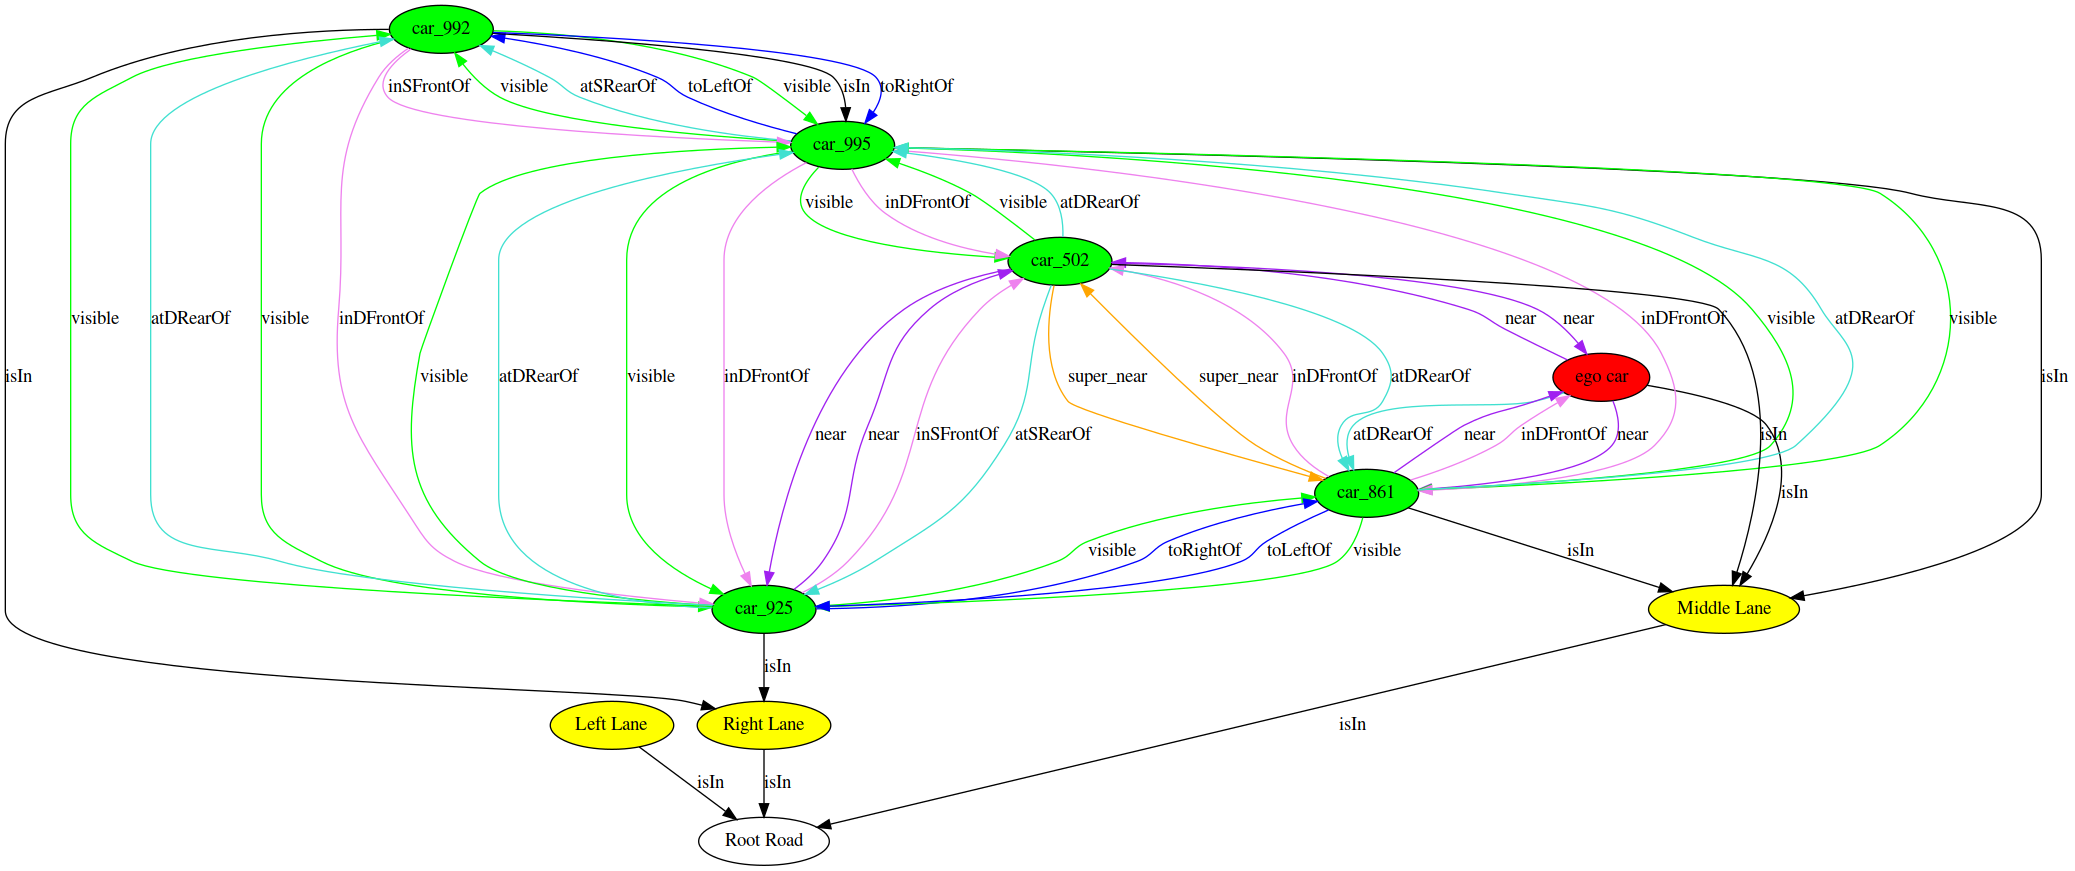 car_992
inSFrontOf
visible
atSRearOf
toLeftOf
visible
isIn
toRightOf
car_995
visible
inDFrontOf
visible
atDRearOf
car_502
visible
atDRearOf
visible
inDFrontOf
near
near
inDFrontOf
visible
atDRearOf
visible
isIn
visible
atDRearOf
visible
inDFrontOf
super_near
super_near
inDFrontOf
atDRearOf
ego car
isIn
near
near
inSFrontOf
atSRearOf
atDRearOf
near
inDFrontOf
near
isIn
car_861
isIn
visible
toRightOf
toLeftOf
visible
isIn
car_925
Middle Lane
isIn
Left Lane
Right Lane
isIn
isIn
isIn
Root Road